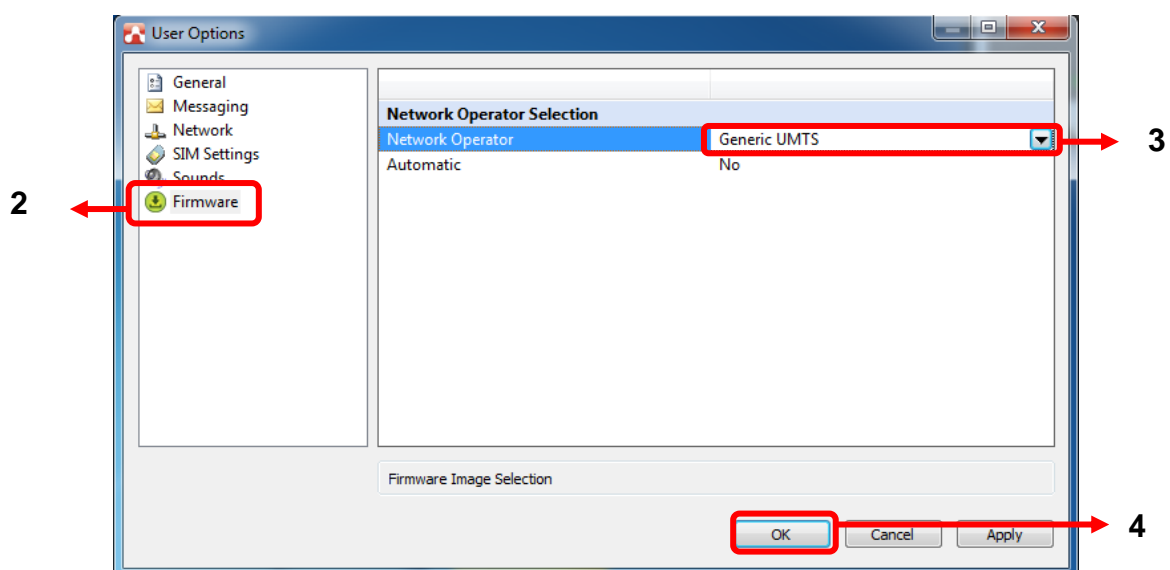 User Options
General
Messaging
Network
SIM Settings
Sounds
Firmware
Network Operator Selection
Network Operator Generic UMTS
Automatic No
Firmware Image Selection
OK Cancel Apply
2
3
4